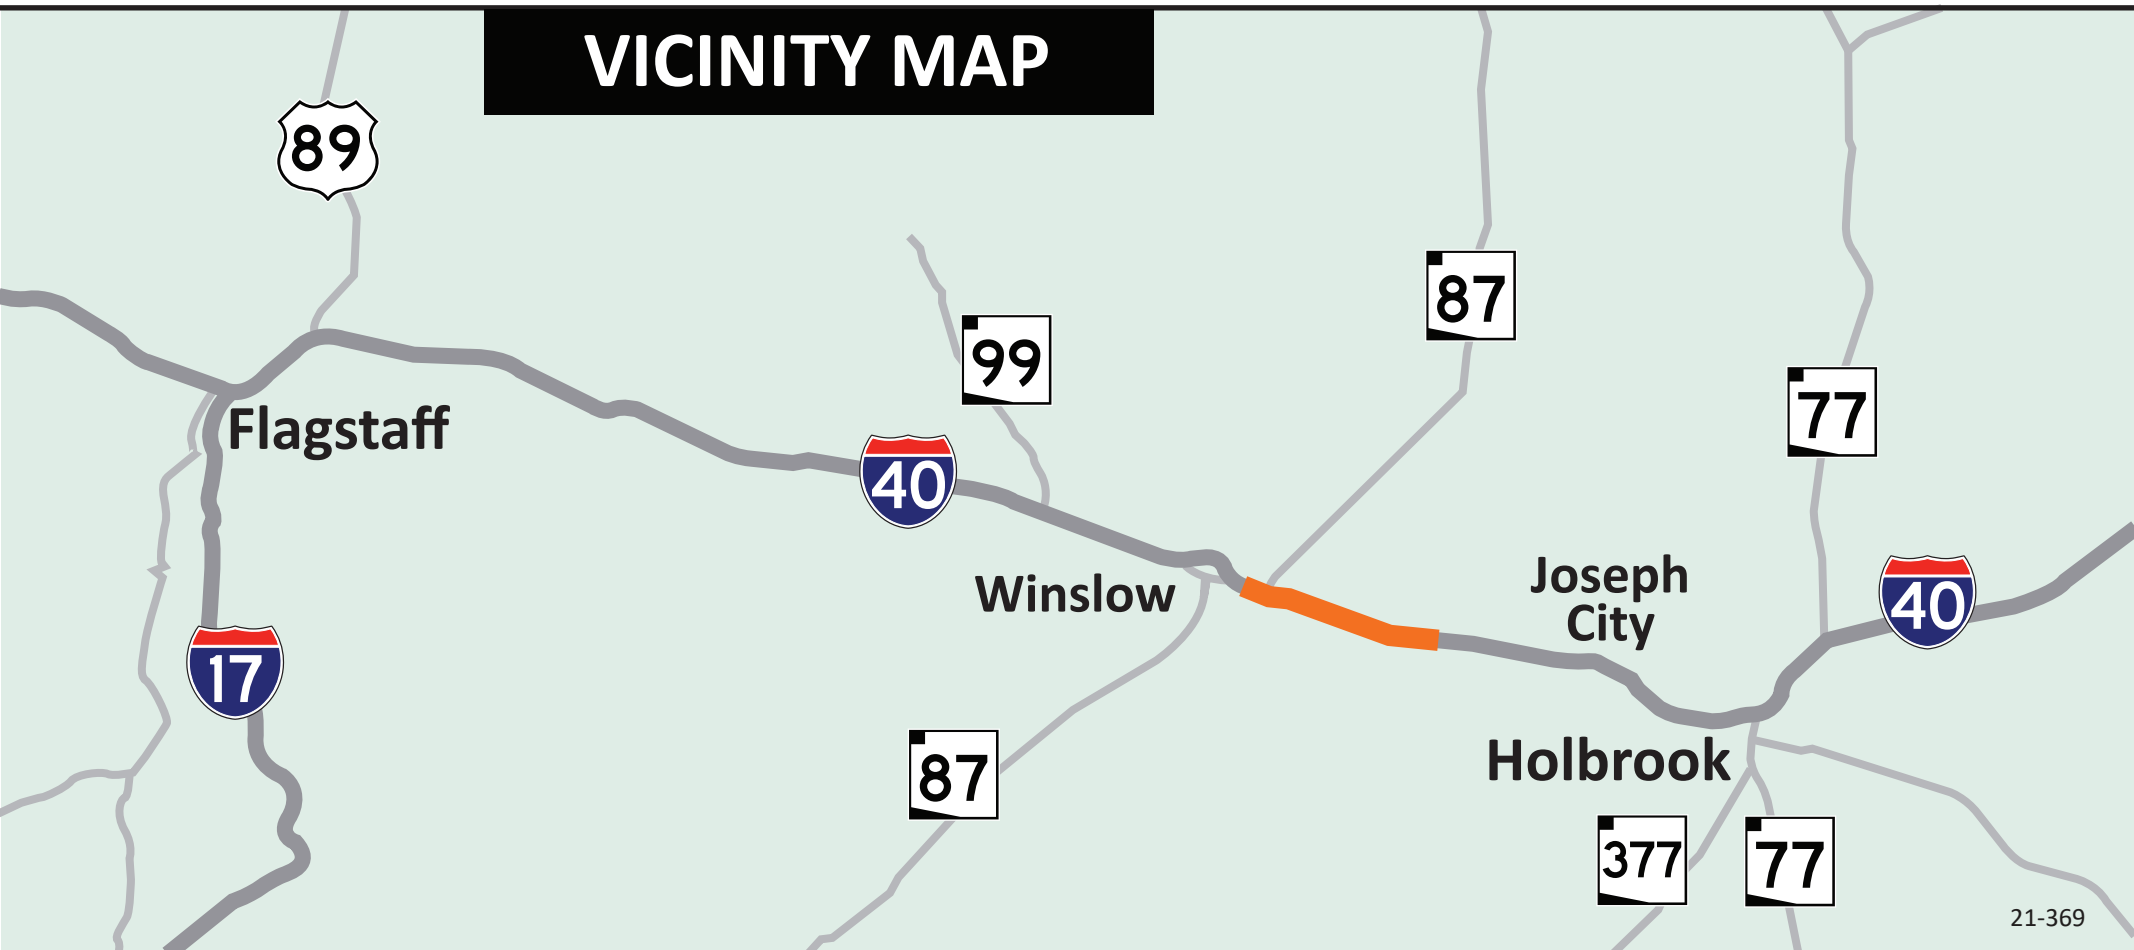 VICINITY MAP
89
87
99
77
Flagstaff
40
Joseph
City
Winslow
40
17
Holbrook
87
377
77
21-369